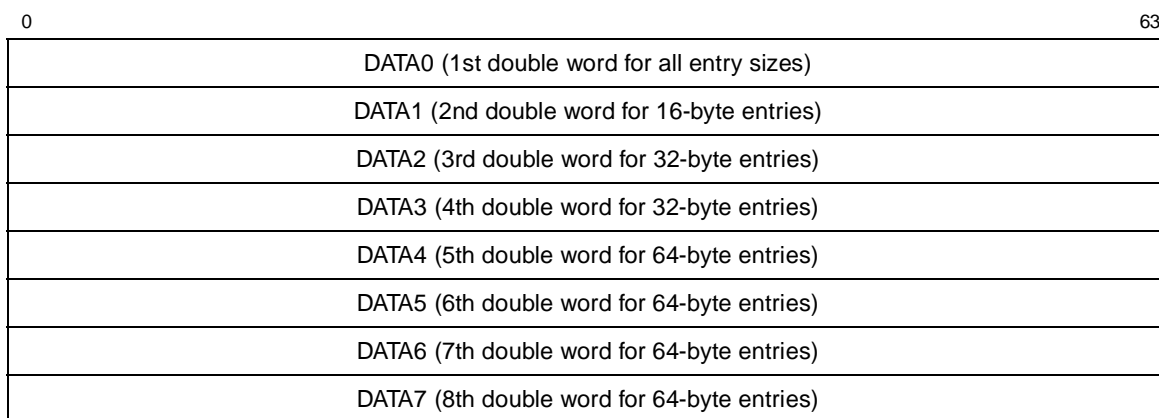 0 63
DATA0 (1st double word for all entry sizes)
DATA1 (2nd double word for 16-byte entries)
DATA2 (3rd double word for 32-byte entries)
DATA3 (4th double word for 32-byte entries)
DATA4 (5th double word for 64-byte entries)
DATA5 (6th double word for 64-byte entries)
DATA6 (7th double word for 64-byte entries)
DATA7 (8th double word for 64-byte entries)